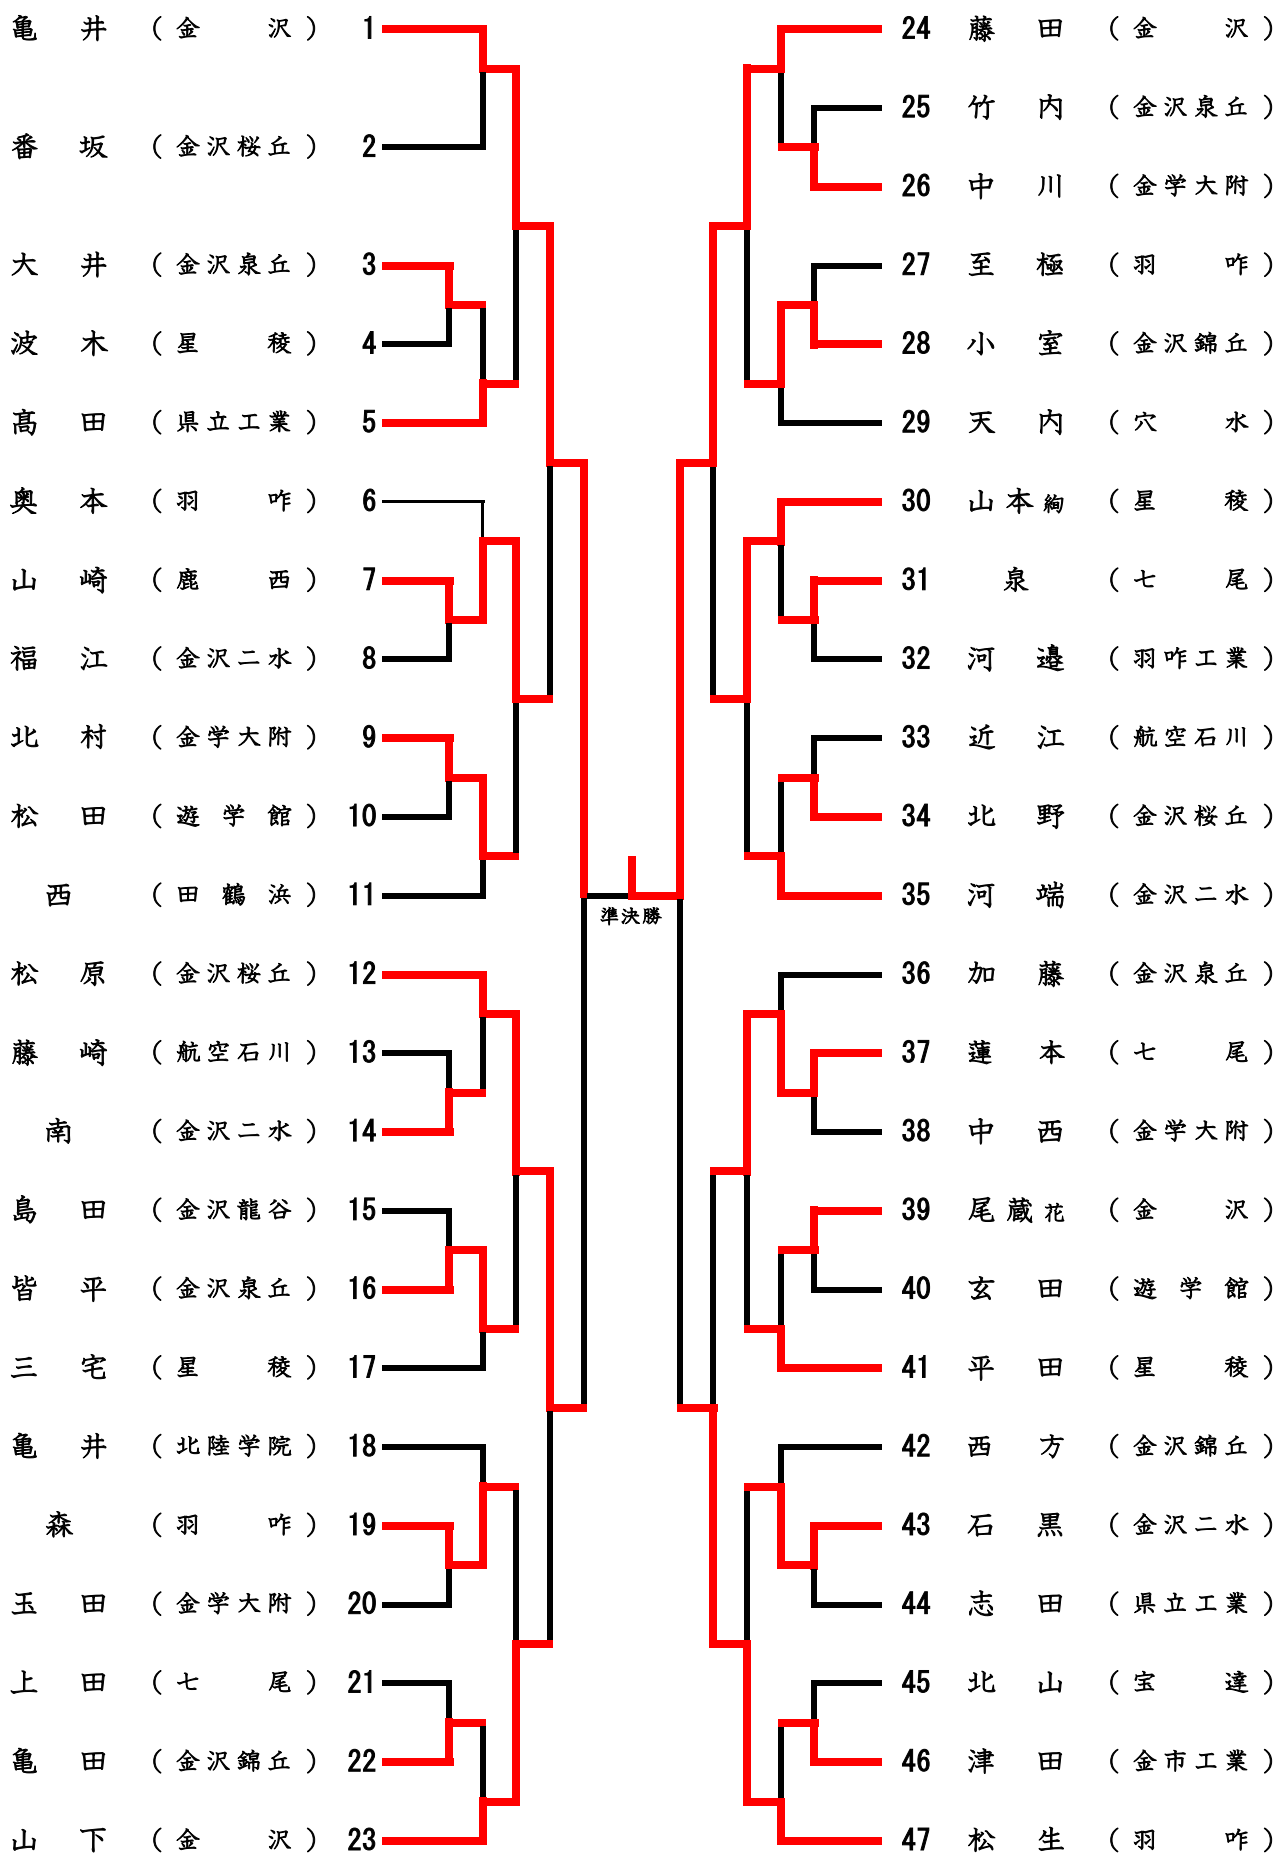 亀井（金沢）1
番坂（金沢桜丘）2
大井（金沢泉丘）3
波木（星稜）4
髙田（県立工業）5
奥本（羽咋）6
山崎（鹿西）7
福江（金沢二水）8
北村（金学大附）9
松田（遊学館）10
西（田鶴浜）11
松原（金沢桜丘）12
藤崎（航空石川）13
南（金沢二水）14
島田（金沢龍谷）15
皆平（金沢泉丘）16
三宅（星稜）17
亀井（北陸学院）18
森（羽咋）19
玉田（金学大附）20
上田（七尾）21
亀田（金沢錦丘）22
山下（金沢）23
準決勝
24 藤田（金沢）
25 竹内（金沢泉丘）
26 中川（金学大附）
27 至極（羽咋）
28 小室（金沢錦丘）
29 天内（穴水）
30 山本絢（星稜）
31 泉（七尾）
32 河邉（羽咋工業）
33 近江（航空石川）
34 北野（金沢桜丘）
35 河端（金沢二水）
36 加藤（金沢泉丘）
37 蓮本（七尾）
38 中西（金学大附）
39 尾蔵花（金沢）
40 玄田（遊学館）
41 平田（星稜）
42 西方（金沢錦丘）
43 石黒（金沢二水）
44 志田（県立工業）
45 北山（宝達）
46 津田（金市工業）
47 松生（羽咋）